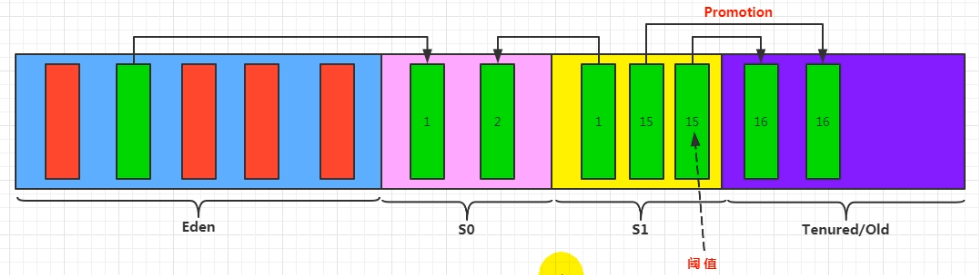 Promotion
1
2
1
15
15
16
16
Eden
S0
S1
Tenured/Old
阈值